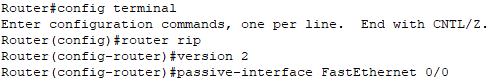 Router#config terminal
Enter configuration commands, one per line.  End with CNTL/Z.
Router(config)#router rip
Router(config-router)#version 2
Router(config-router)#passive-interface FastEthernet 0/0